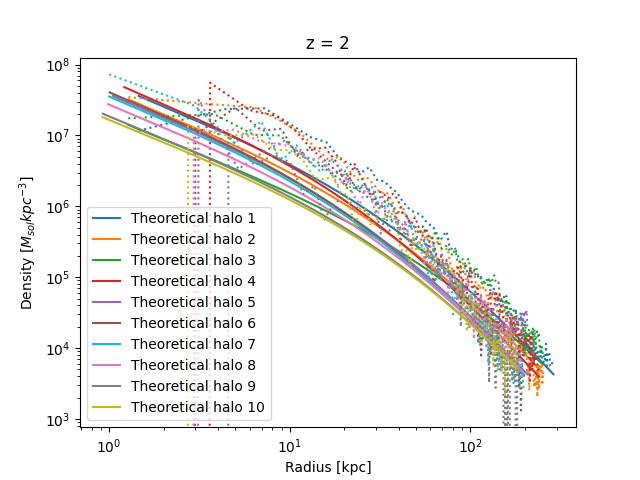 z = 2
10⁸
10⁷
10⁶
10⁵
10⁴
10³
Density [M_sol/kpc⁻³]
Theoretical halo 1
Theoretical halo 2
Theoretical halo 3
Theoretical halo 4
Theoretical halo 5
Theoretical halo 6
Theoretical halo 7
Theoretical halo 8
Theoretical halo 9
Theoretical halo 10
10⁰ 10¹ 10²
Radius [kpc]